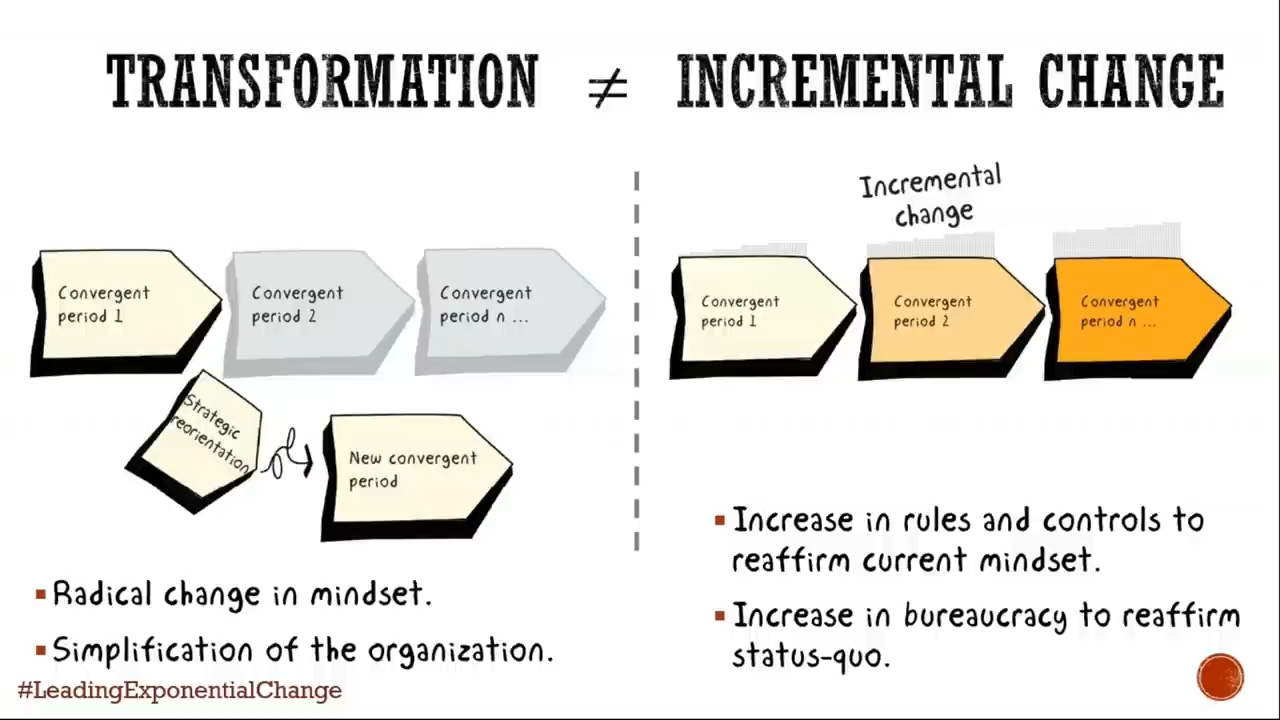 TRANSFORMATION ≠ INCREMENTAL CHANGE
Convergent
period 1
Convergent
period 2
Convergent
period n ...
Strategic
reorientation
New convergent
period
▪ Radical change in mindset.
▪ Simplification of the organization.
Incremental
change
Convergent
period 1
Convergent
period 2
Convergent
period n ...
▪ Increase in rules and controls to
reaffirm current mindset.
▪ Increase in bureaucracy to reaffirm
status-quo.
#LeadingExponentialChange